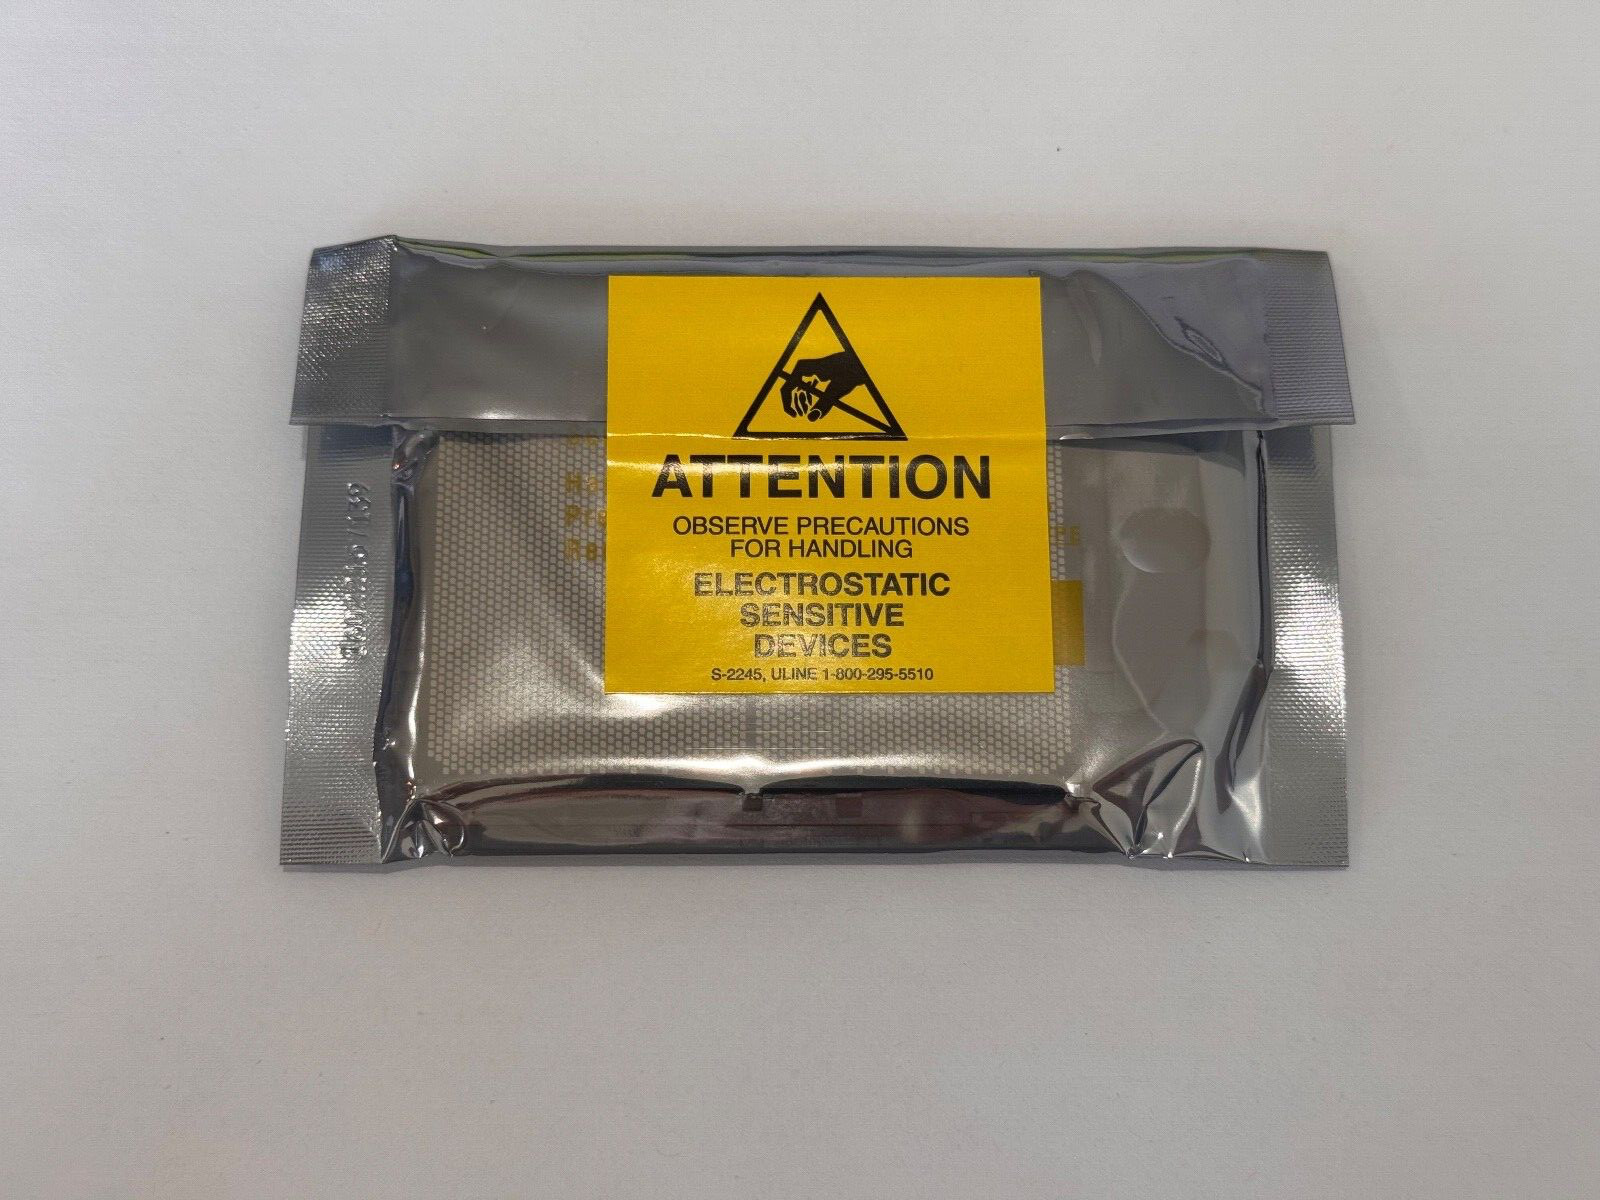 ATTENTION
OBSERVE PRECAUTIONS
FOR HANDLING
ELECTROSTATIC
SENSITIVE
DEVICES
S-2245, ULINE 1-800-295-5510